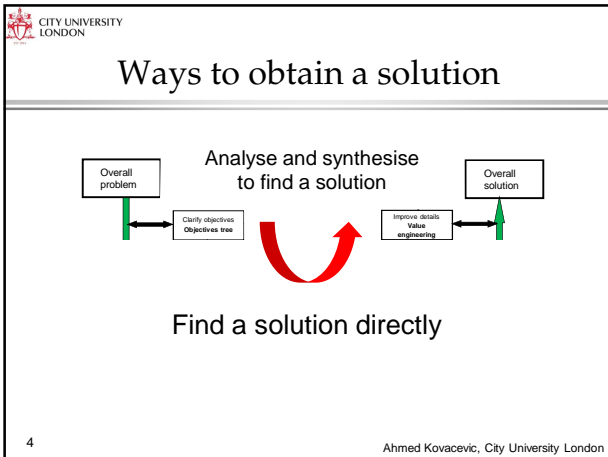 CITY UNIVERSITY
LONDON
Ways to obtain a solution
Overall
problem
Analyse and synthesise
to find a solution
Overall
solution
Clarify objectives
Objectives tree
Improve details
Value
engineering
Find a solution directly
4
Ahmed Kovacevic, City University London